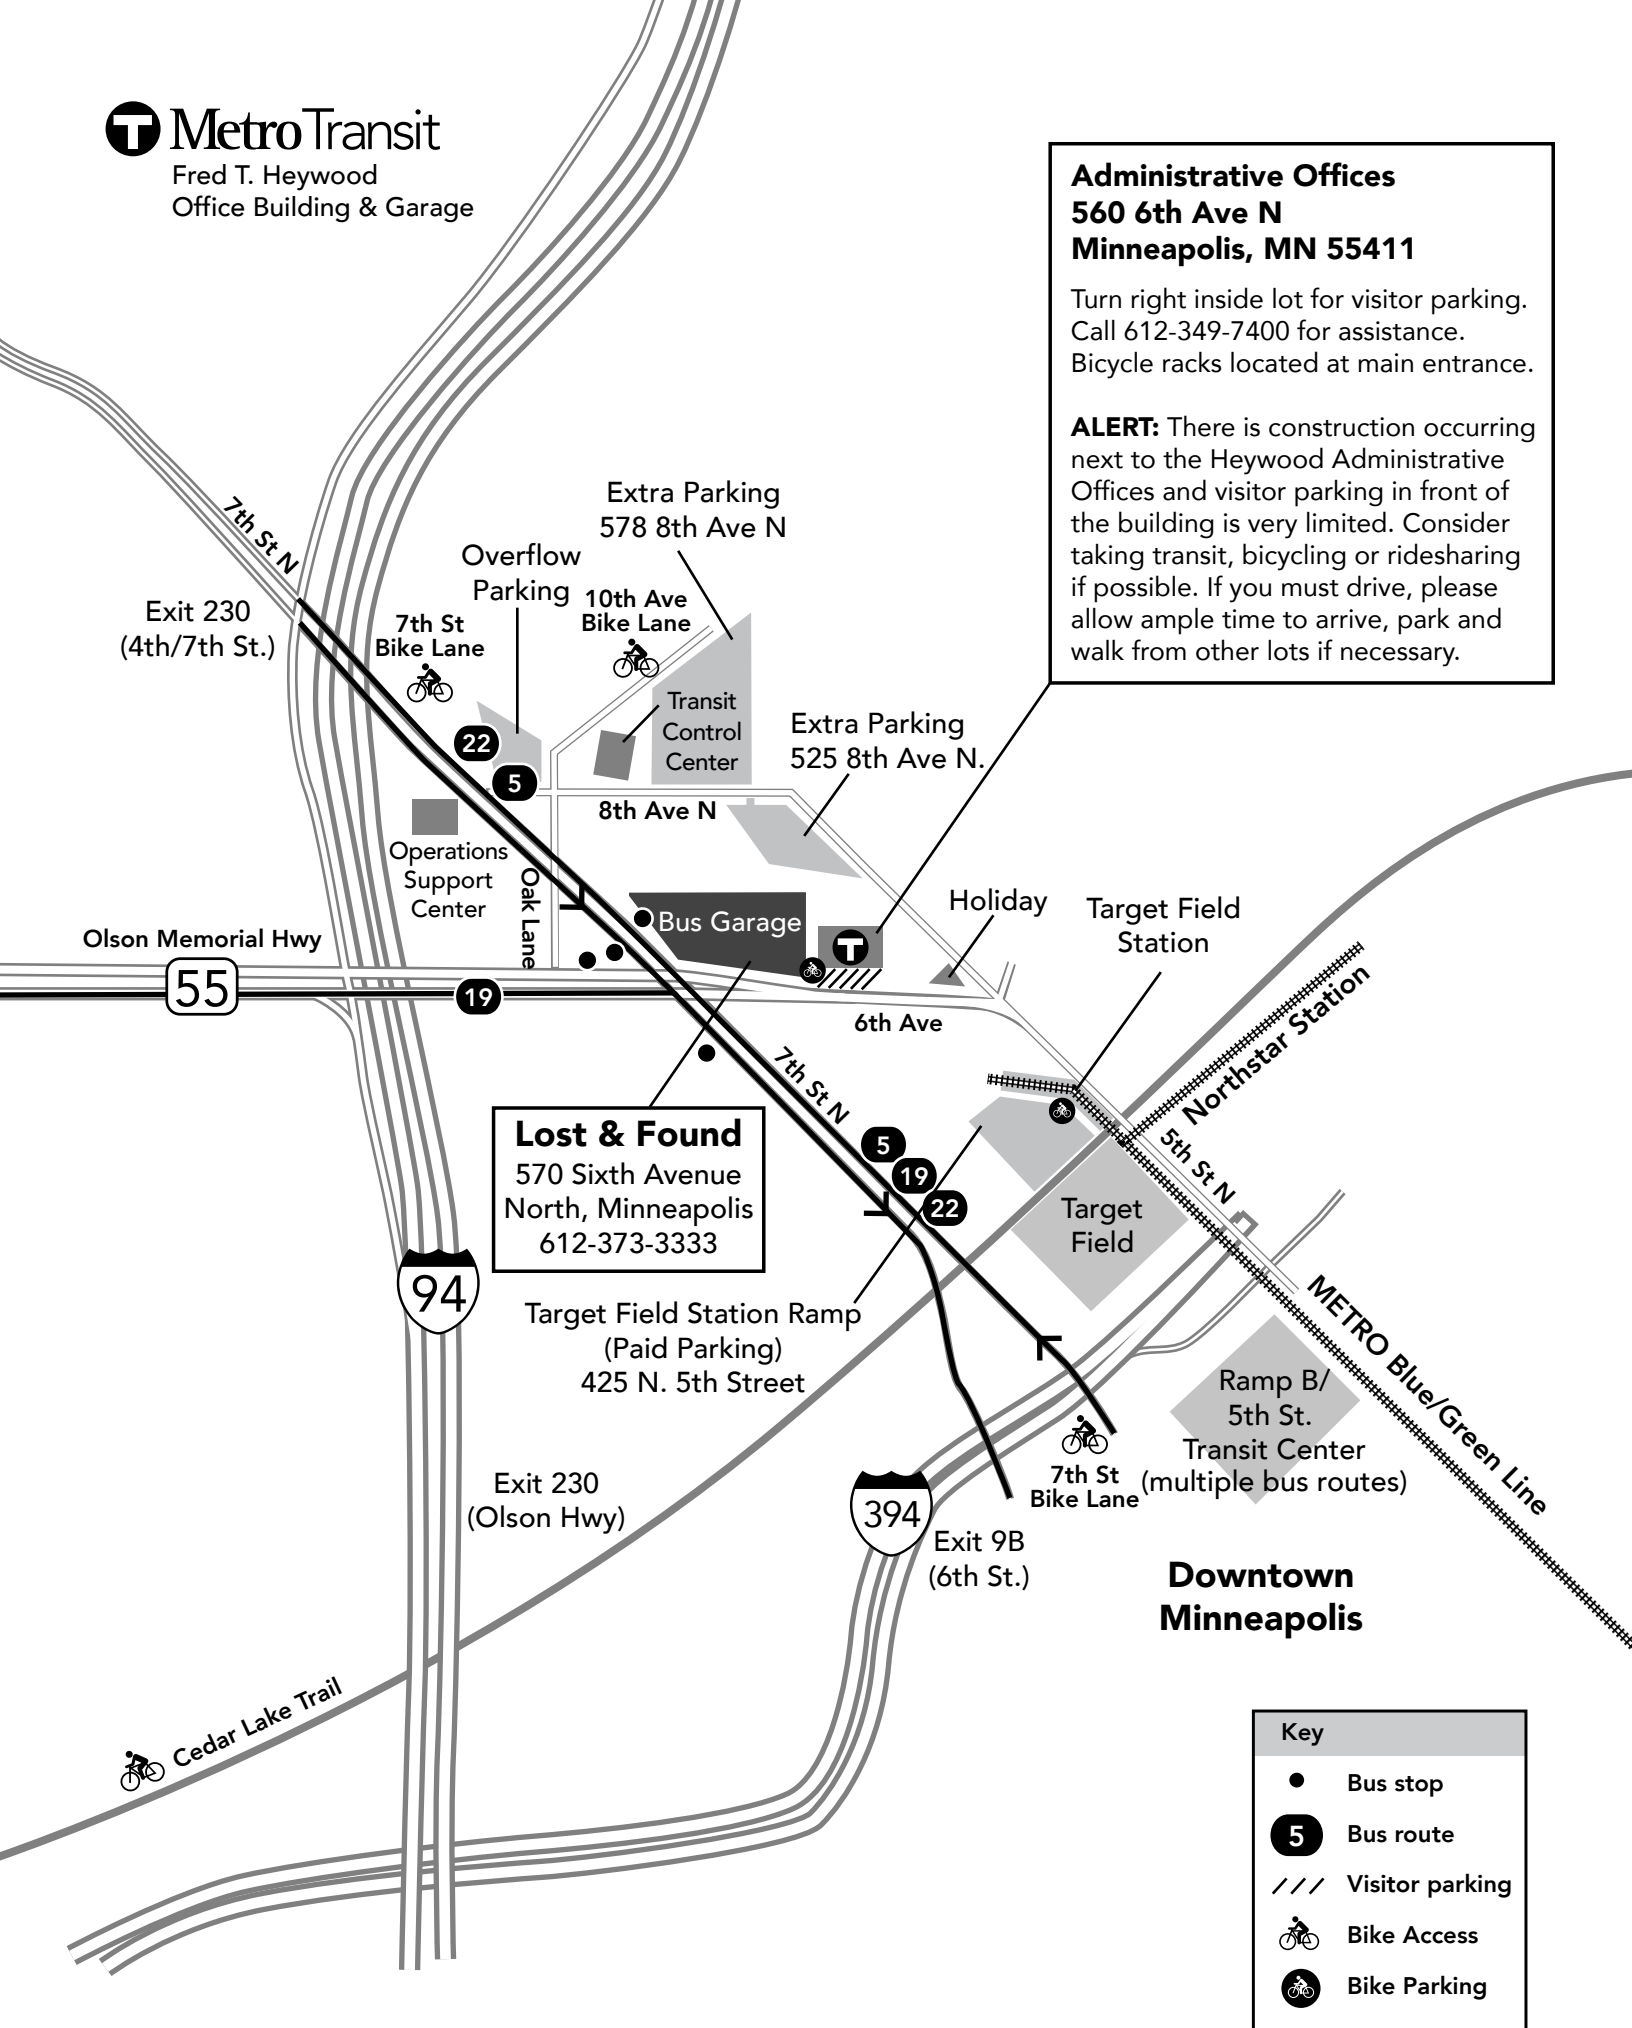 T MetroTransit
Fred T. Heywood
Office Building & Garage
Administrative Offices
560 6th Ave N
Minneapolis, MN 55411
Turn right inside lot for visitor parking.
Call 612-349-7400 for assistance.
Bicycle racks located at main entrance.
ALERT: There is construction occurring
next to the Heywood Administrative
Offices and visitor parking in front of
the building is very limited. Consider
taking transit, bicycling or ridesharing
if possible. If you must drive, please
allow ample time to arrive, park and
walk from other lots if necessary.
7th St N
Exit 230
(4th/7th St.)
Extra Parking
578 8th Ave N
Overflow
Parking
10th Ave
Bike Lane
7th St
Bike Lane
22
5
Transit
Control
Center
Extra Parking
525 8th Ave N.
8th Ave N
Operations
Support
Center
Oak Lane
Bus Garage
T
Holiday
Target Field
Station
Olson Memorial Hwy
55
19
6th Ave
Northstar Station
7th St N
5th St N
Lost & Found
570 Sixth Avenue
North, Minneapolis
612-373-3333
5
19
22
Target
Field
94
Target Field Station Ramp
(Paid Parking)
425 N. 5th Street
METRO Blue/Green Line
Ramp B/
5th St.
Transit Center
(multiple bus routes)
7th St
Bike Lane
Exit 230
(Olson Hwy)
394
Exit 9B
(6th St.)
Downtown
Minneapolis
Cedar Lake Trail
Key
Bus stop
5 Bus route
Visitor parking
Bike Access
Bike Parking